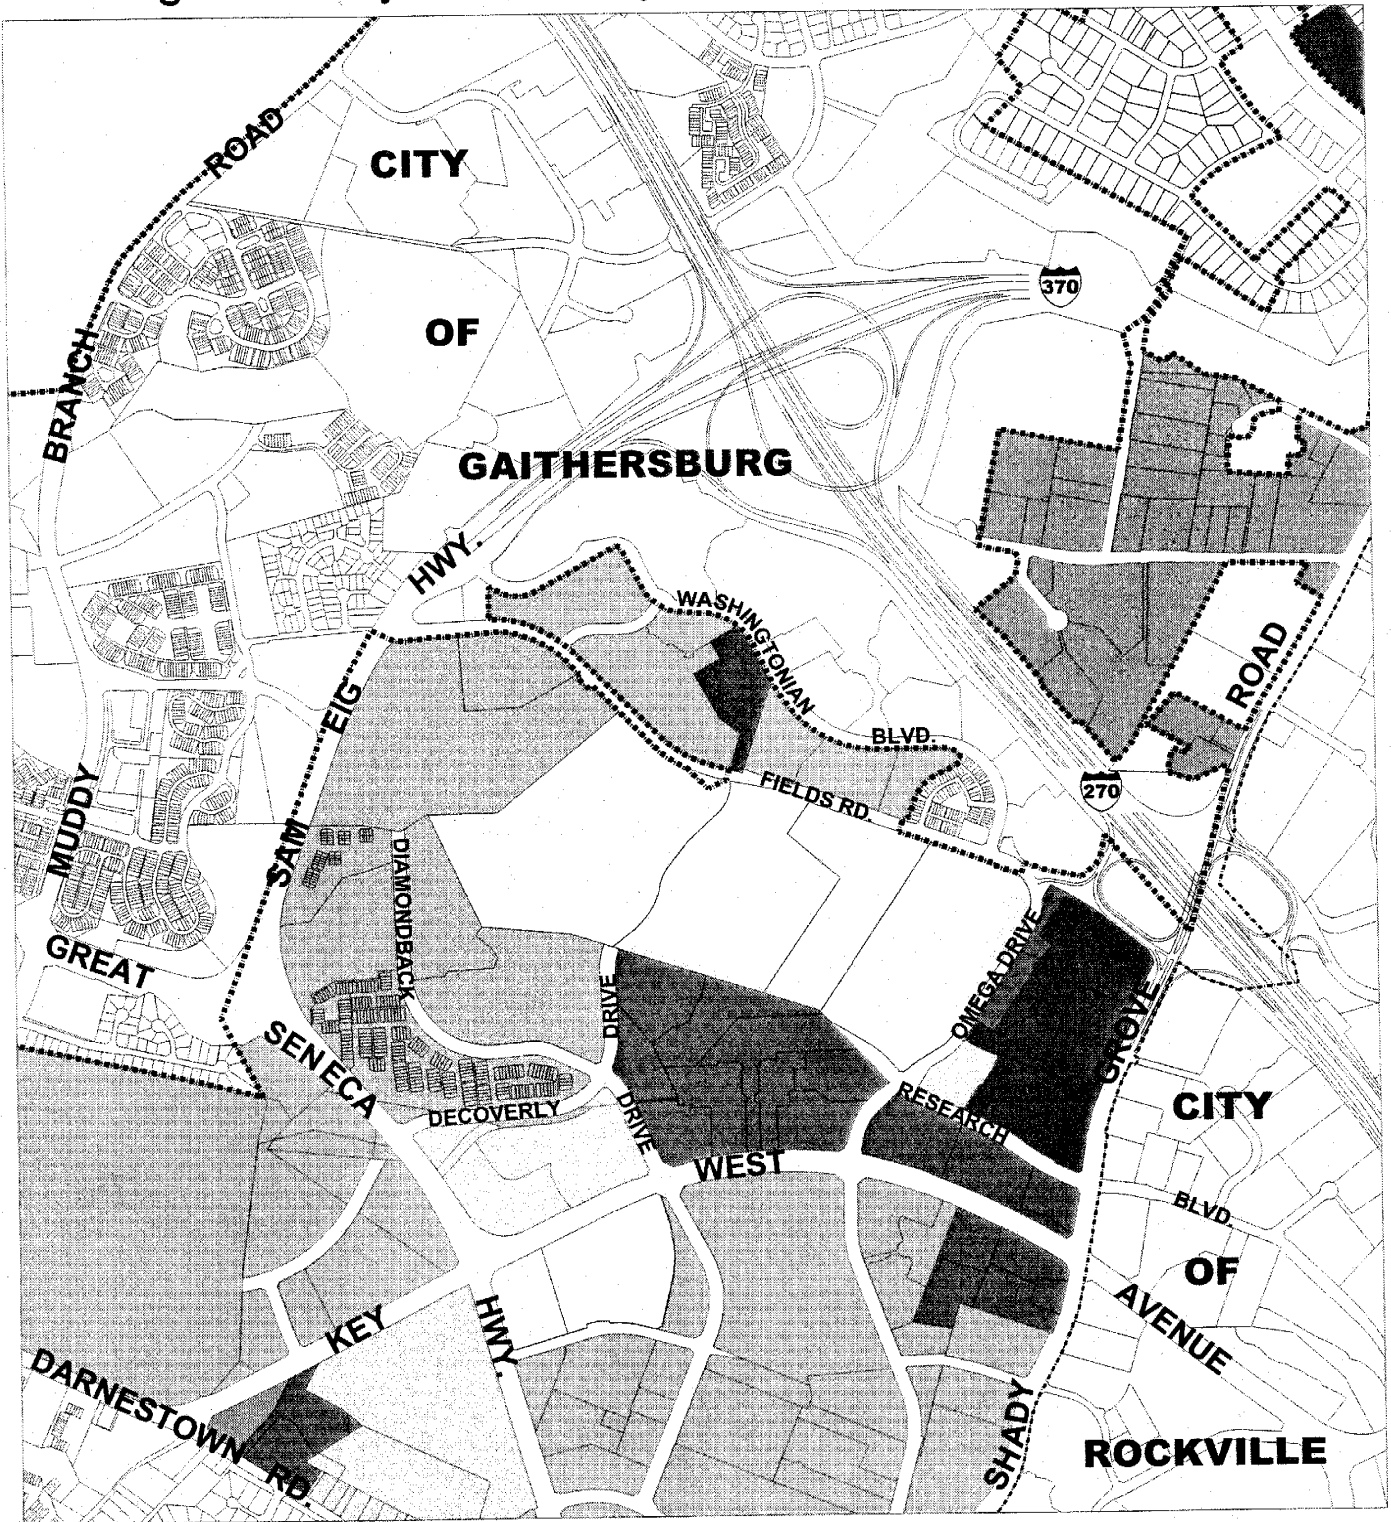 ROAD
CITY
370
OF
BRANCH
GAITHERSBURG
HWY.
WASHINGTONIAN
ROAD
EIG
BLVD.
270
FIELDS RD.
MUDDY
SAM
DIAMONDBACK
GREAT
DRIVE
OMEGA DRIVE
GROVE
SENECA
DECOVERLY
DRIVE
RESEARCH
CITY
WEST
BLVD.
OF
KEY
HWY.
AVENUE
DARNESTOWN RD.
SHADY
ROCKVILLE